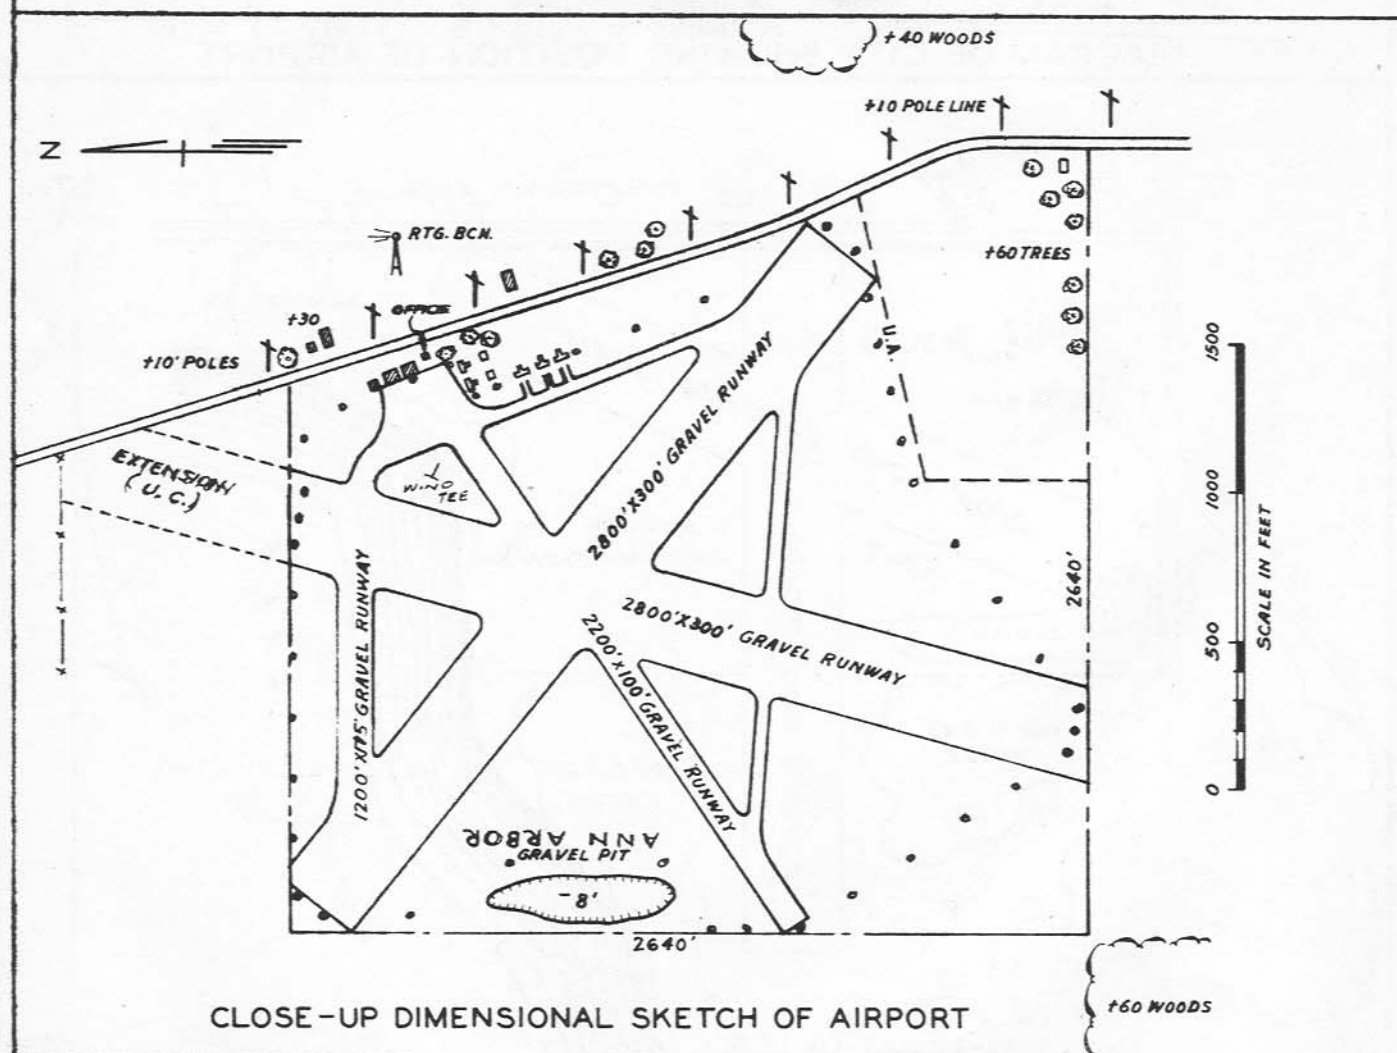 +40 WOODS
+10 POLE LINE
N
RTG. BCN.
+60 TREES
OFFICE
+30
+10' POLES
U.A.
1500
EXTENSION
(U.C.)
WIND
TEE
2800'X300' GRAVEL RUNWAY
1000
1200'X175' GRAVEL RUNWAY
2640'
SCALE IN FEET
2800'X300' GRAVEL RUNWAY
2200'X100' GRAVEL RUNWAY
500
0
ANN ARBOR
GRAVEL PIT
-8'
2640'
CLOSE-UP DIMENSIONAL SKETCH OF AIRPORT
+60 WOODS